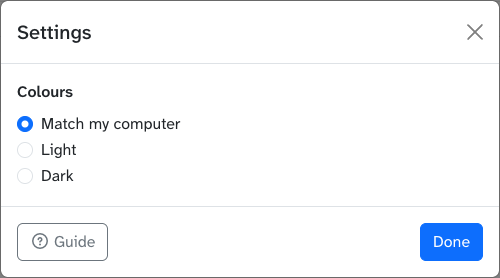 Settings
Colours
Match my computer
Light
Dark
Guide
Done